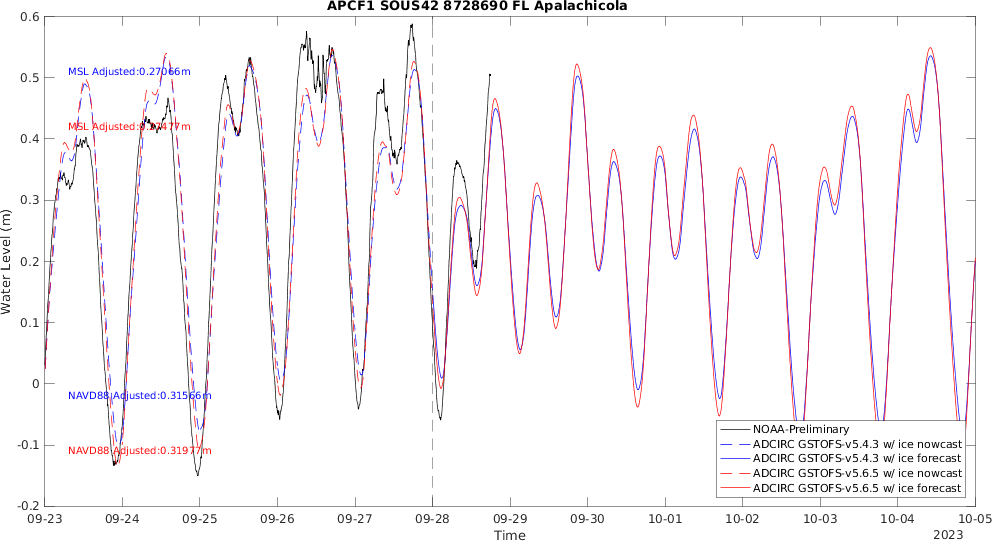 APCF1 SOUS42 8728690 FL Apalachicola
0.6
0.5
0.4
0.3
0.2
0.1
0
-0.1
-0.2
Water Level (m)
MSL Adjusted:0.27066m
MSL Adjusted:0.27477m
NAVD88 Adjusted:0.31566m
NAVD88 Adjusted:0.31977m
NOAA-Preliminary
ADCIRC GSTOFS-v5.4.3 w/ ice nowcast
ADCIRC GSTOFS-v5.4.3 w/ ice forecast
ADCIRC GSTOFS-v5.6.5 w/ ice nowcast
ADCIRC GSTOFS-v5.6.5 w/ ice forecast
09-23 09-24 09-25 09-26 09-27 09-28 09-29 09-30 10-01 10-02 10-03 10-04 10-05
Time
2023